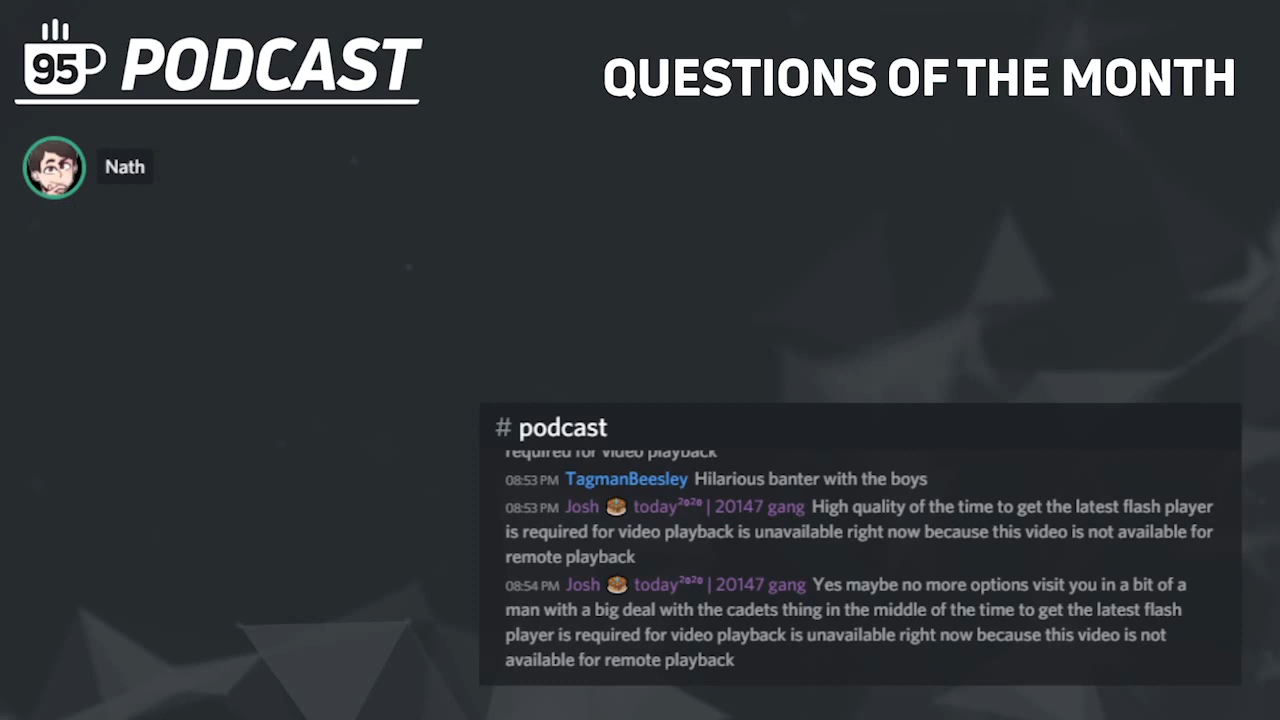 95 PODCAST
QUESTIONS OF THE MONTH
Nath
# podcast
required for video playback
08:53 PM TagmanBeesley Hilarious banter with the boys
08:53 PM Josh 🍔 today²⁰²⁰ | 20147 gang High quality of the time to get the latest flash player
is required for video playback is unavailable right now because this video is not available for
remote playback
08:54 PM Josh 🍔 today²⁰²⁰ | 20147 gang Yes maybe no more options visit you in a bit of a
man with a big deal with the cadets thing in the middle of the time to get the latest flash
player is required for video playback is unavailable right now because this video is not
available for remote playback